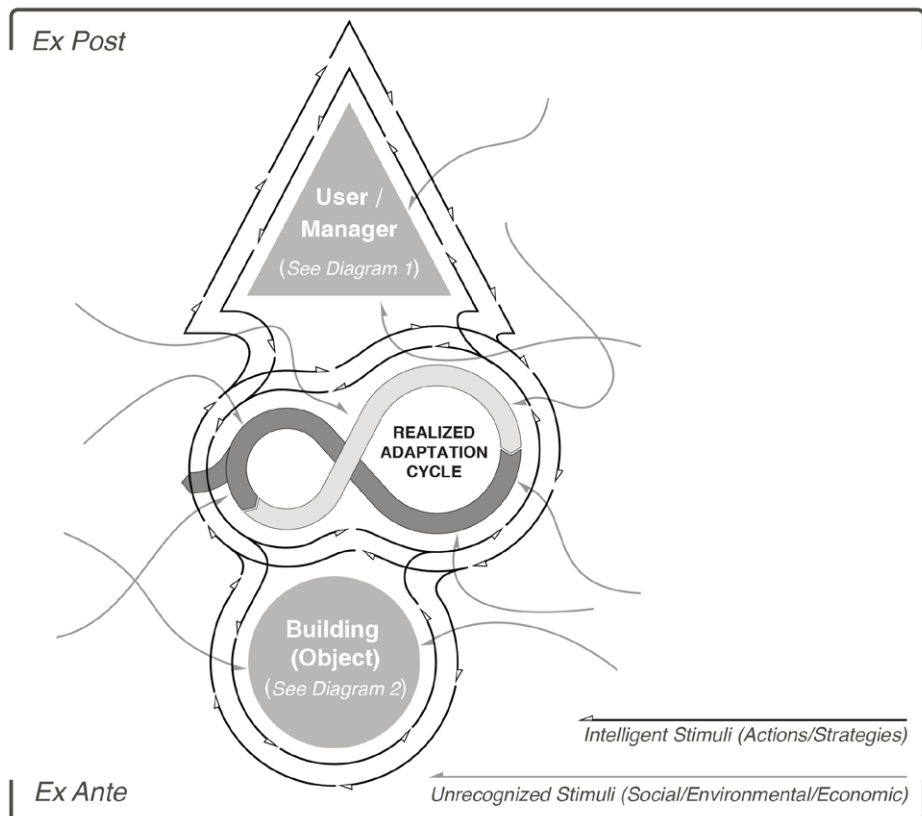 Ex Post
User /
Manager
(See Diagram 1)
REALIZED
ADAPTATION
CYCLE
Building
(Object)
(See Diagram 2)
Intelligent Stimuli (Actions/Strategies)
Ex Ante
Unrecognized Stimuli (Social/Environmental/Economic)